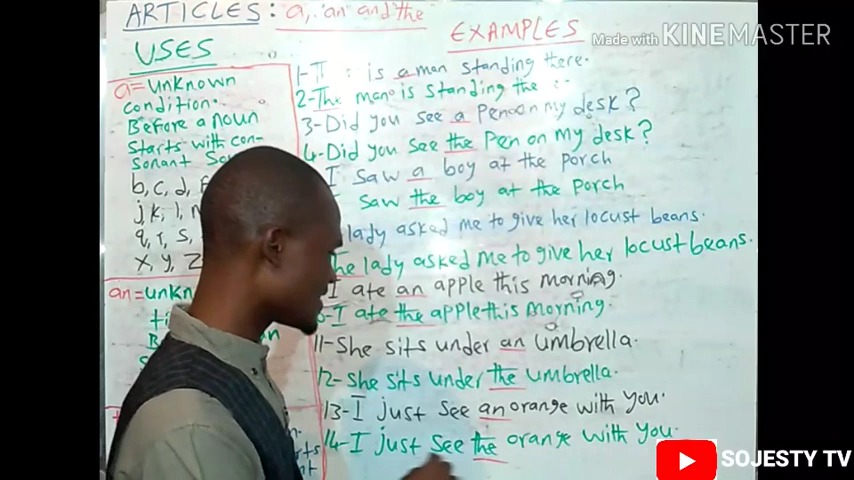 ARTICLES: a, an and the
EXAMPLES
Made with KINEMASTER
USES
a = unknown
condition.
Before a noun
Starts with con-
sonant
b, c, d,
j, k, l,
q, r, s,
x, y, z
an =
1- is a man standing there.
2- The man is standing the
3- Did you see a Pen on my desk?
4- Did you see the Pen on my desk?
I saw a boy at the porch
saw the boy at the porch
lady asked me to give her locust beans.
The lady asked me to give her locust beans.
I ate an apple this morning.
I ate the apple this morning.
11- She sits under an umbrella.
12- She sits under the umbrella.
13- I just see an orange with you.
14- I just see the orange with you.
SOJESTY TV